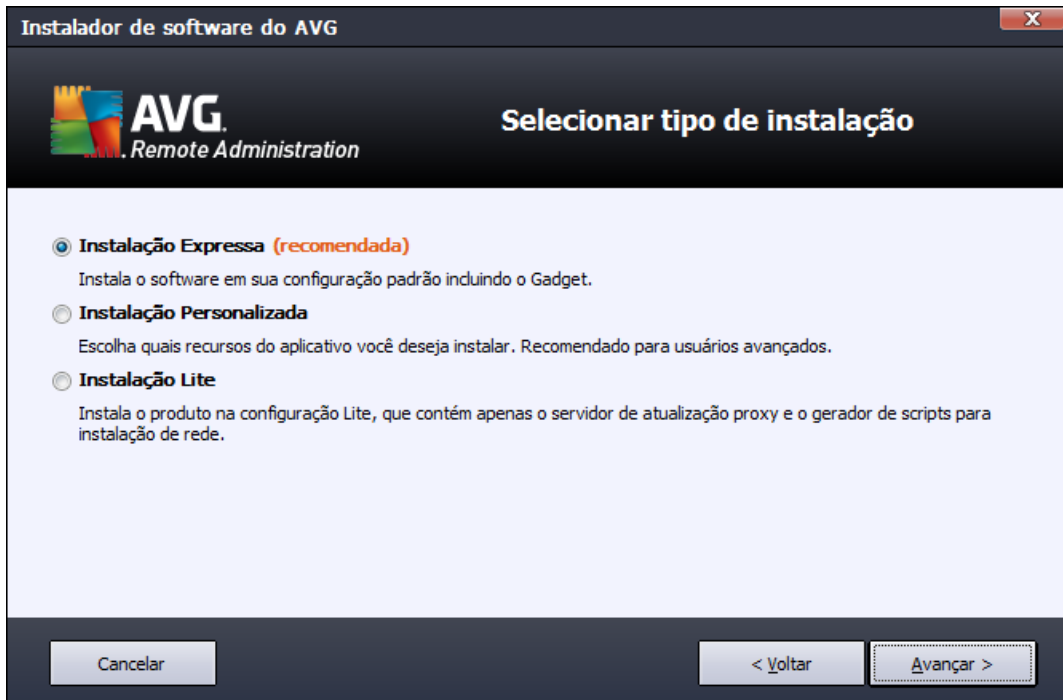 Instalador de software do AVG
X
AVG.
Remote Administration
Selecionar tipo de instalação
Instalação Expressa (recomendada)
Instala o software em sua configuração padrão incluindo o Gadget.
Instalação Personalizada
Escolha quais recursos do aplicativo você deseja instalar. Recomendado para usuários avançados.
Instalação Lite
Instala o produto na configuração Lite, que contém apenas o servidor de atualização proxy e o gerador de scripts para
instalação de rede.
Cancelar
< Voltar
Avançar >